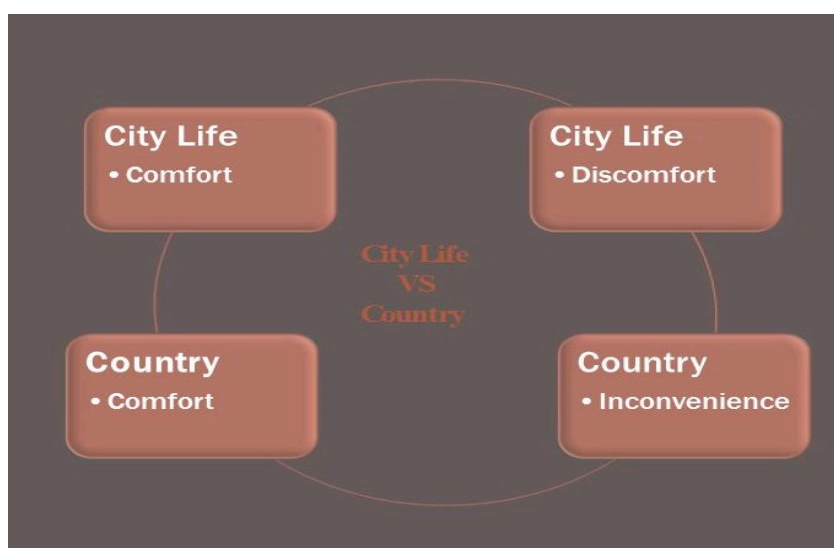 City Life
• Comfort
City Life
• Discomfort
City Life
VS
Country
Country
• Comfort
Country
• Inconvenience